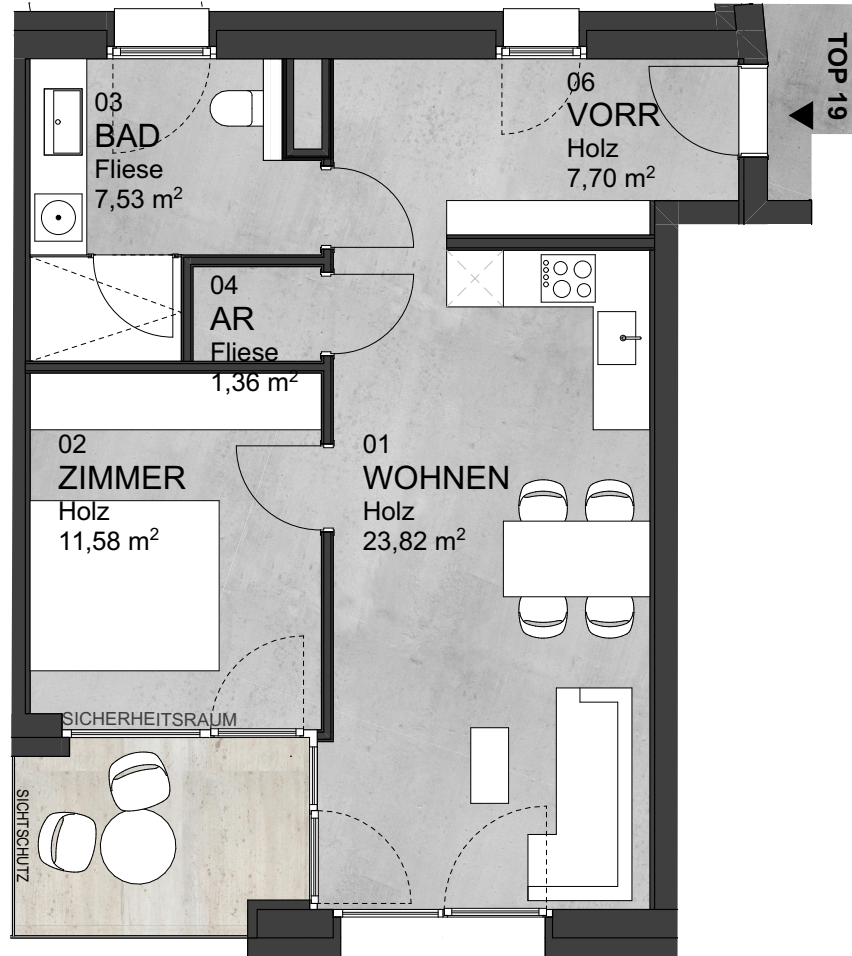 TOP 19
03
BAD
Fliese
7,53 m²
06
VORR
Holz
7,70 m²
04
AR
Fliese
1,36 m²
02
ZIMMER
Holz
11,58 m²
01
WOHNEN
Holz
23,82 m²
SICHERHEITSRAUM
SICHTSCHUTZ